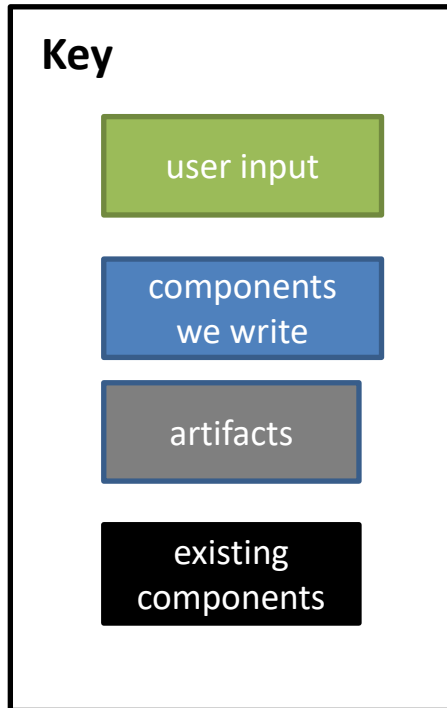 Key
user input
components
we write
artifacts
existing
components